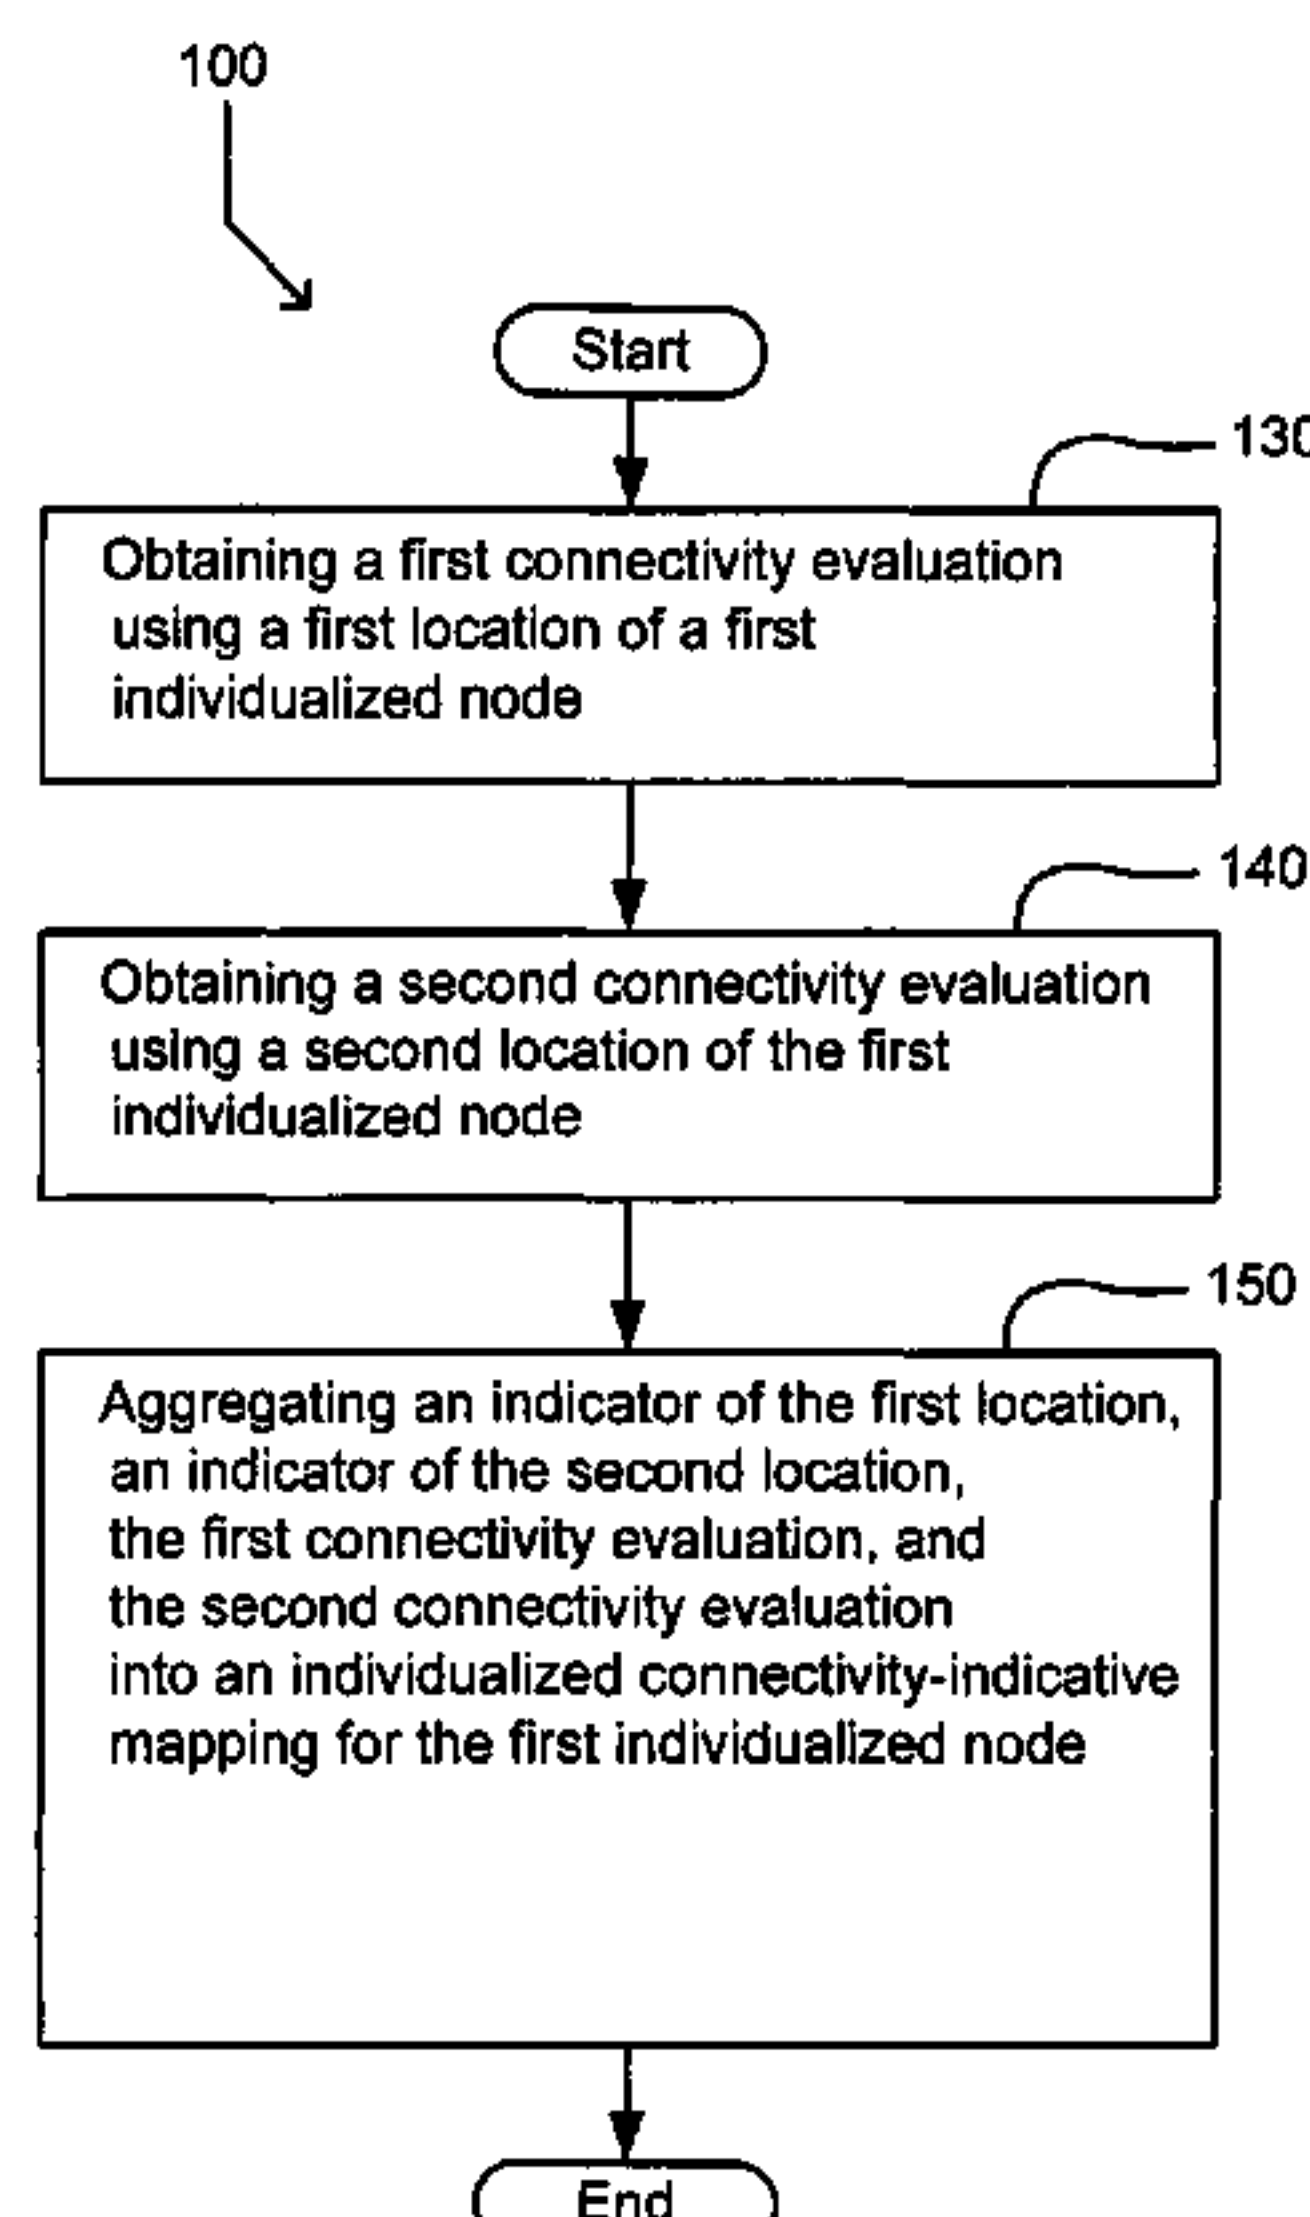 100
Start
130
Obtaining a first connectivity evaluation
using a first location of a first
individualized node
140
Obtaining a second connectivity evaluation
using a second location of the first
individualized node
150
Aggregating an indicator of the first location,
an indicator of the second location,
the first connectivity evaluation, and
the second connectivity evaluation
into an individualized connectivity-indicative
mapping for the first individualized node
End